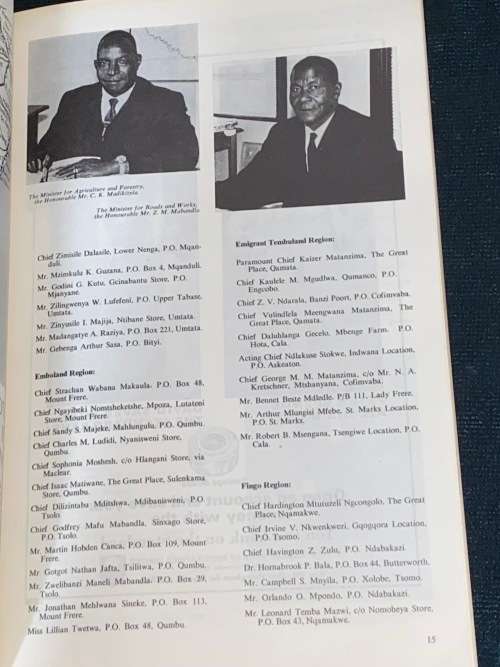 The Minister for Agriculture and Forestry,
the Honourable Mr. C. K. Madikizela.
The Minister for Roads and Works,
the Honourable Mr. Z. M. Mabandla
Chief Zimisile Dalasile, Lower Nenga, P.O. Mqan-
duli.
Mr. Mzimkulu K. Guzana, P.O. Box 4, Mqanduli.
Mr. Godini G. Kutu, Gcinabantu Store, P.O.
Mjanyane.
Mr. Zilingwenya W. Lufefeni, P.O. Upper Tabase,
Umtata.
Mr. Zinyusile I. Majija, Ntibane Store, Umtata.
Mr. Madangatye A. Raziya, P.O. Box 221, Umtata.
Mr. Gebenga Arthur Sasa, P.O. Bityi.
Emboland Region:
Chief Strachan Wabana Makaula. P.O. Box 48,
Mount Frere.
Chief Ngayibeki Nomtsheketshe, Mpoza, Lutateni
Store, Mount Frere.
Chief Sandy S. Majeke, Mahlungulu, P.O. Qumbu.
Chief Charles M. Ludidi, Nyanisweni Store,
Qumbu.
Chief Sophonia Moshesh, c/o Hlangani Store, via
Maclear.
Chief Isaac Matiwane, The Great Place, Sulenkama
Store, Qumbu.
Chief Dilizintaba Mditshwa, Mdibanisweni, P.O.
Tsolo.
Chief Godfrey Mafu Mabandla, Sinxago Store,
P.O. Tsolo.
Mr. Martin Hobden Canca, P.O. Box 109, Mount
Frere.
Mr. Gotgot Nathan Jafta, Tsilitwa, P.O. Qumbu.
Mr. Zwelibanzi Maneli Mabandla. P.O. Box 29,
Tsolo.
Mr. Jonathan Mehlwana Sineke, P.O. Box 113,
Mount Frere.
Miss Lillian Twetwa, P.O. Box 48, Qumbu.
Emigrant Tembuland Region:
Paramount Chief Kaizer Matanzima, The Great
Place, Qamata.
Chief Kaulele M. Mgudlwa, Qumanco, P.O.
Engcobo.
Chief Z. V. Ndarala, Banzi Poort, P.O. Cofimvaba.
Chief Vulindlela Meengwana Matanzima, The
Great Place, Qamata.
Chief Daluhlanga Gecelo, Mbenge Farm. P.O.
Hota, Cala.
Acting Chief Ndlakuse Stokwe, Indwana Location,
P.O. Askeaton.
Chief George M. M. Matanzima, c/o Mr. N. A.
Kretschner, Mtshanyana, Cofimvaba.
Mr. Bennet Beste Mdledle. P/B 111, Lady Frere.
Mr. Arthur Mlungisi Mfebe, St. Marks Location,
P.O. St. Marks.
Mr. Robert B. Msengana, Tsengiwe Location, P.O.
Cala.
Fingo Region:
Chief Hardington Mtutuzeli Ngcongolo, The Great
Place, Nqamakwe.
Chief Irvine V. Nkwenkwezi, Gqogqora Location,
P.O. Tsomo.
Chief Havington Z. Zulu, P.O. Ndabakazi.
Dr. Hornabrook P. Bala, P.O. Box 44, Butterworth.
Mr. Campbell S. Mnyila, P.O. Xolobe, Tsomo.
Mr. Orlando O. Mpondo, P.O. Ndabakazi.
Mr. Leonard Temba Mazwi, c/o Nomoheya Store,
P.O. Box 43, Nqamakwe.
15